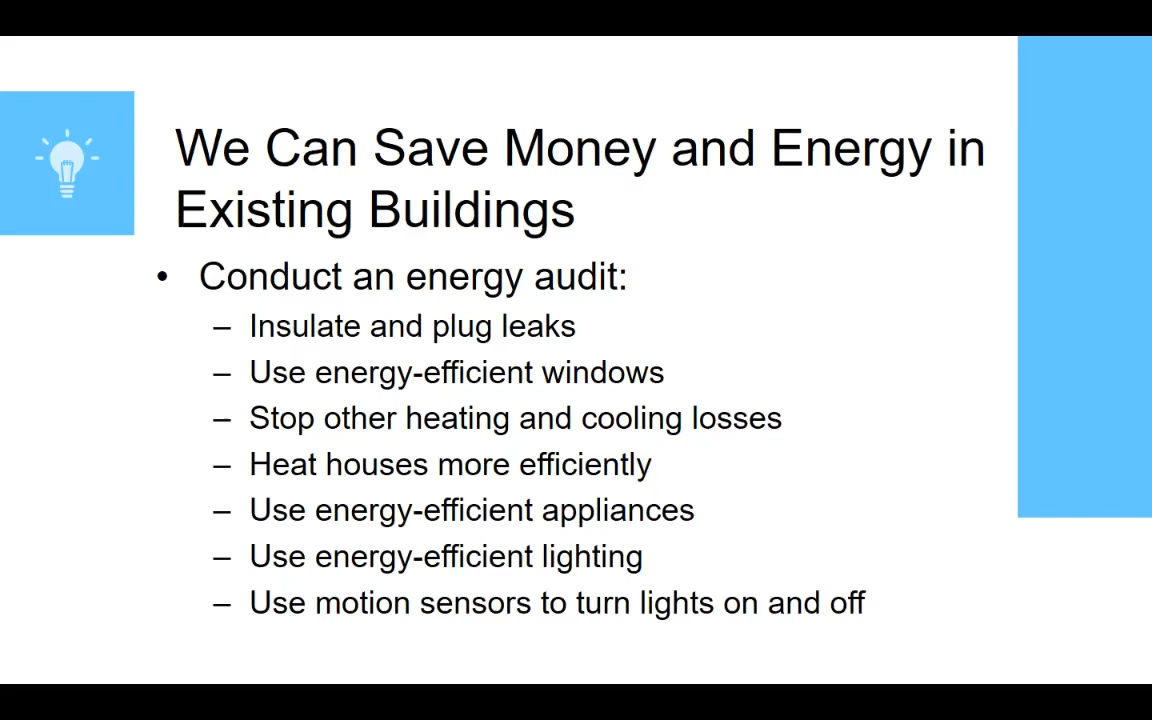 We Can Save Money and Energy in
Existing Buildings
• Conduct an energy audit:
– Insulate and plug leaks
– Use energy-efficient windows
– Stop other heating and cooling losses
– Heat houses more efficiently
– Use energy-efficient appliances
– Use energy-efficient lighting
– Use motion sensors to turn lights on and off